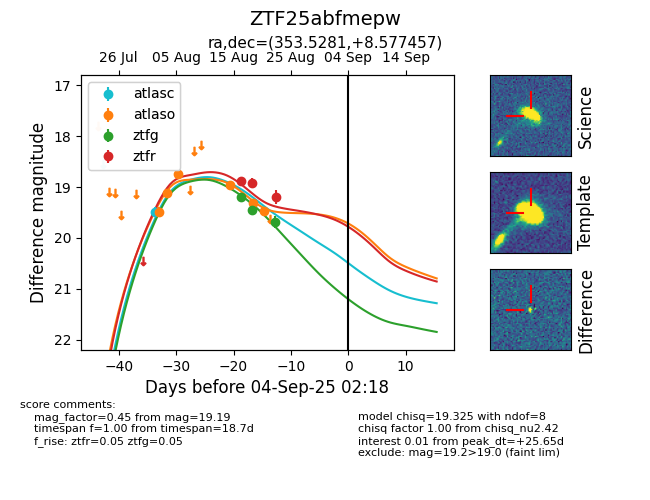 ZTF25abfmepw
ra,dec=(353.5281,+8.577457)
26 Jul 05 Aug 15 Aug 25 Aug 04 Sep 14 Sep
17
18
19
20
21
22
Difference magnitude
atlasc
atlaso
ztfg
ztfr
−40 −30 −20 −10 0 10
Days before 04-Sep-25 02:18
Science
Template
Difference
score comments:
mag_factor=0.45 from mag=19.19
timespan f=1.00 from timespan=18.7d
f_rise: ztfr=0.05 ztfg=0.05
model chisq=19.325 with ndof=8
chisq factor 1.00 from chisq_nu2.42
interest 0.01 from peak_dt=+25.65d
exclude: mag=19.2>19.0 (faint lim)